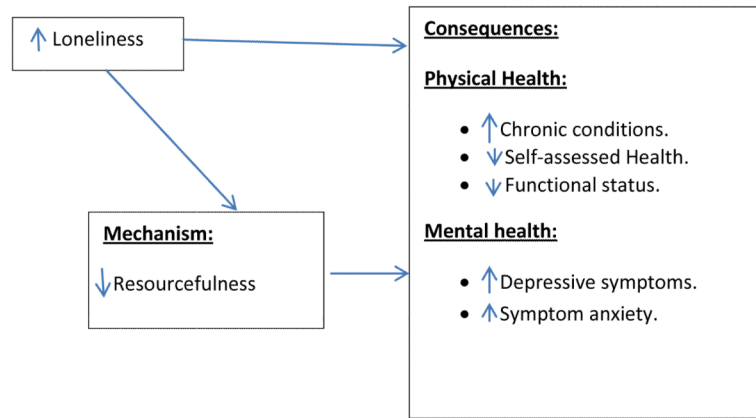 Loneliness
Consequences:
Physical Health:
• Chronic conditions.
• Self-assessed Health.
• Functional status.
Mental health:
• Depressive symptoms.
• Symptom anxiety.
Mechanism:
Resourcefulness